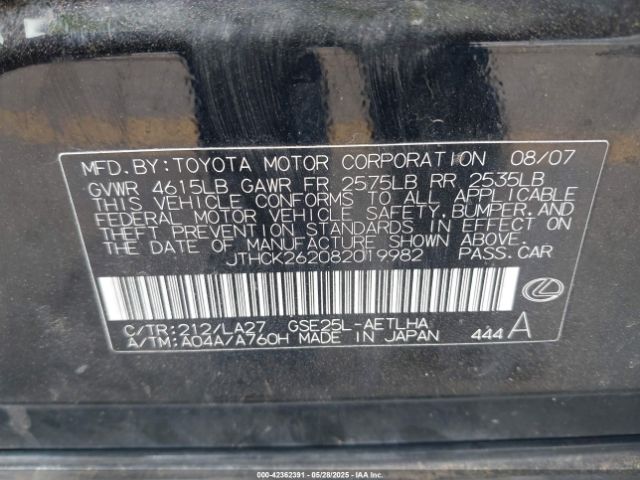 MFD. BY: TOYOTA MOTOR CORPORATION 08/07
GVWR 4615LB GAWR FR 2575LB RR 2535LB
THIS VEHICLE CONFORMS TO ALL APPLICABLE
FEDERAL MOTOR VEHICLE SAFETY, BUMPER, AND
THEFT PREVENTION STANDARDS IN EFFECT ON
THE DATE OF MANUFACTURE SHOWN ABOVE.
JTHCK262082019982 PASS. CAR
C/TR: 212/LA27 GSE25L-AETLHA
A/TM: A04A/A760H MADE IN JAPAN 444 A
000-42362391 - 05/28/2025 - IAAI.COM